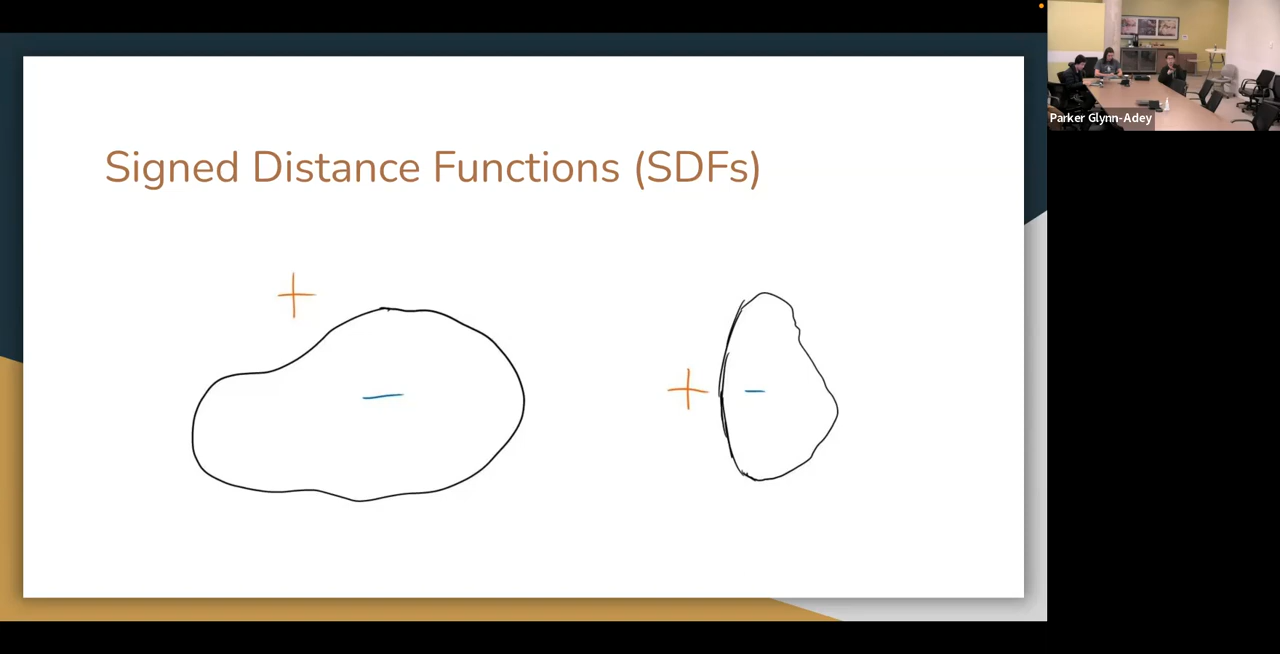 Signed Distance Functions (SDFs)
+
−
+
−
Parker Glynn-Adey